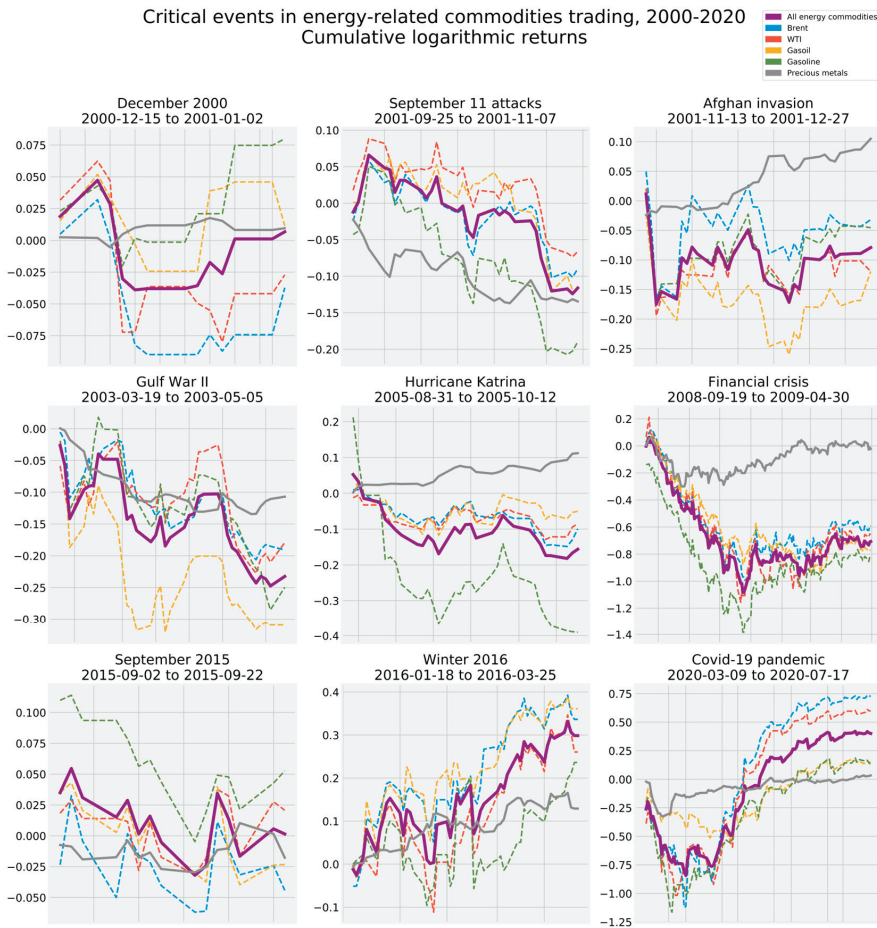 Critical events in energy-related commodities trading, 2000-2020
Cumulative logarithmic returns
All energy commodities
Brent
WTI
Gasoil
Gasoline
Precious metals
December 2000
2000-12-15 to 2001-01-02
0.075
0.050
0.025
0.000
−0.025
−0.050
−0.075
September 11 attacks
2001-09-25 to 2001-11-07
0.10
0.05
0.00
−0.05
−0.10
−0.15
−0.20
Afghan invasion
2001-11-13 to 2001-12-27
0.10
0.05
0.00
−0.05
−0.10
−0.15
−0.20
−0.25
Gulf War II
2003-03-19 to 2003-05-05
0.00
−0.05
−0.10
−0.15
−0.20
−0.25
−0.30
Hurricane Katrina
2005-08-31 to 2005-10-12
0.2
0.1
0.0
−0.1
−0.2
−0.3
−0.4
Financial crisis
2008-09-19 to 2009-04-30
0.2
0.0
−0.2
−0.4
−0.6
−0.8
−1.0
−1.2
−1.4
September 2015
2015-09-02 to 2015-09-22
0.100
0.075
0.050
0.025
0.000
−0.025
−0.050
Winter 2016
2016-01-18 to 2016-03-25
0.4
0.3
0.2
0.1
0.0
−0.1
Covid-19 pandemic
2020-03-09 to 2020-07-17
0.75
0.50
0.25
0.00
−0.25
−0.50
−0.75
−1.00
−1.25